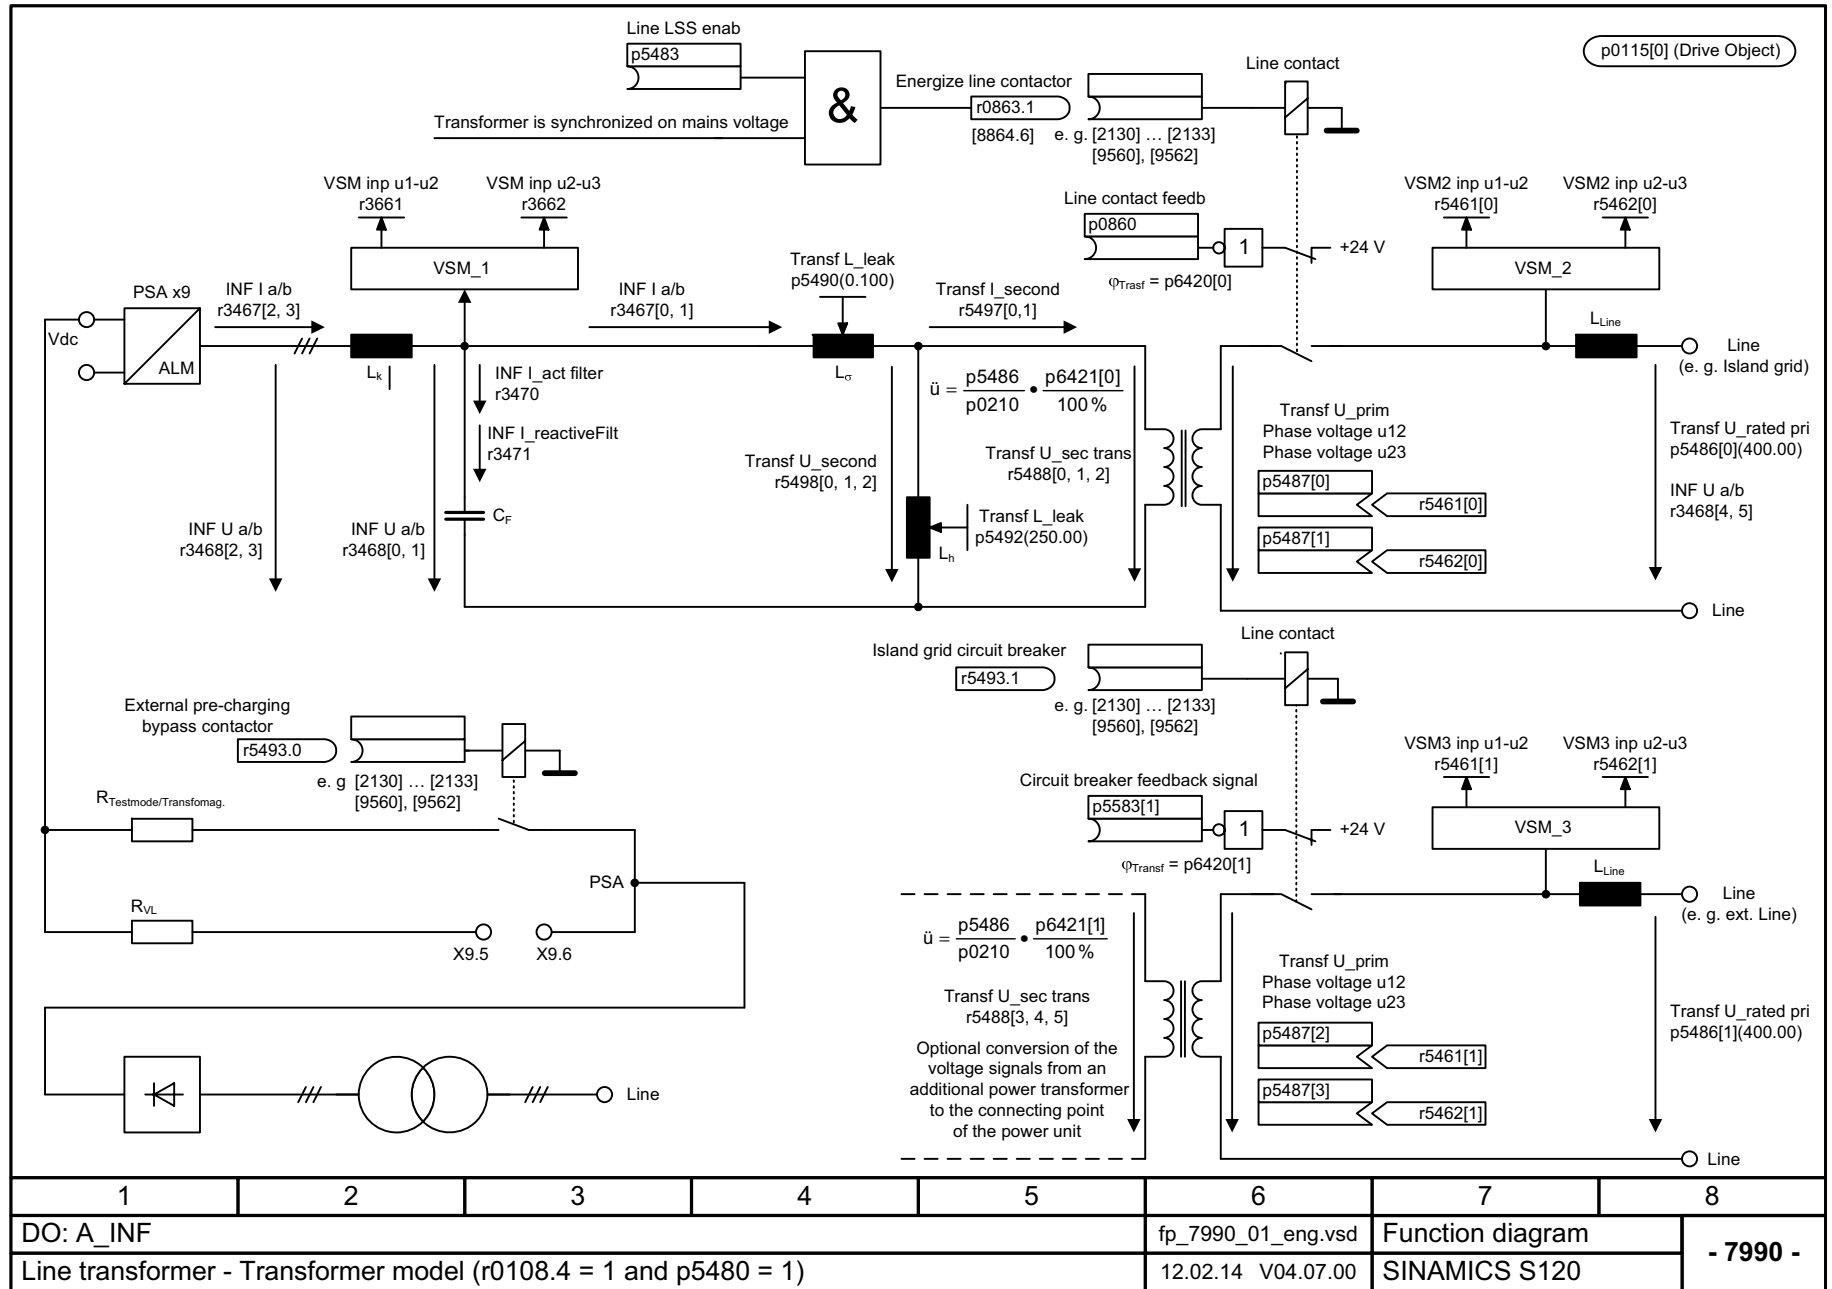 Line LSS enab
p5483
&
Transformer is synchronized on mains voltage
Energize line contactor
r0863.1
[8864.6]
e. g. [2130] … [2133]
[9560], [9562]
Line contact
p0115[0] (Drive Object)
VSM inp u1-u2
r3661
VSM inp u2-u3
r3662
VSM_1
Line contact feedb
p0860
1
+24 V
φTrasf = p6420[0]
VSM2 inp u1-u2
r5461[0]
VSM2 inp u2-u3
r5462[0]
VSM_2
PSA x9
Vdc
ALM
INF I a/b
r3467[2, 3]
Lk
INF I a/b
r3467[0, 1]
Transf L_leak
p5490(0.100)
Lσ
Transf I_second
r5497[0,1]
LLine
Line
(e. g. Island grid)
INF I_act filter
r3470
INF I_reactiveFilt
r3471
CF
INF U a/b
r3468[2, 3]
INF U a/b
r3468[0, 1]
Transf U_second
r5498[0, 1, 2]
ü = p5486 / p0210 • p6421[0] / 100 %
Transf U_sec trans
r5488[0, 1, 2]
Transf L_leak
p5492(250.00)
Lh
Transf U_prim
Phase voltage u12
Phase voltage u23
p5487[0]
r5461[0]
p5487[1]
r5462[0]
Transf U_rated pri
p5486[0](400.00)
INF U a/b
r3468[4, 5]
Line
Island grid circuit breaker
r5493.1
e. g. [2130] … [2133]
[9560], [9562]
Line contact
External pre-charging
bypass contactor
r5493.0
e. g [2130] … [2133]
[9560], [9562]
RTestmode/Transfomag.
PSA
RVL
X9.5
X9.6
Line
Circuit breaker feedback signal
p5583[1]
1
+24 V
φTransf = p6420[1]
VSM3 inp u1-u2
r5461[1]
VSM3 inp u2-u3
r5462[1]
VSM_3
LLine
Line
(e. g. ext. Line)
ü = p5486 / p0210 • p6421[1] / 100 %
Transf U_sec trans
r5488[3, 4, 5]
Optional conversion of the
voltage signals from an
additional power transformer
to the connecting point
of the power unit
Transf U_prim
Phase voltage u12
Phase voltage u23
p5487[2]
r5461[1]
p5487[3]
r5462[1]
Transf U_rated pri
p5486[1](400.00)
Line
1 2 3 4 5 6 7 8
DO: A_INF
fp_7990_01_eng.vsd
Function diagram
- 7990 -
Line transformer - Transformer model (r0108.4 = 1 and p5480 = 1)
12.02.14 V04.07.00
SINAMICS S120